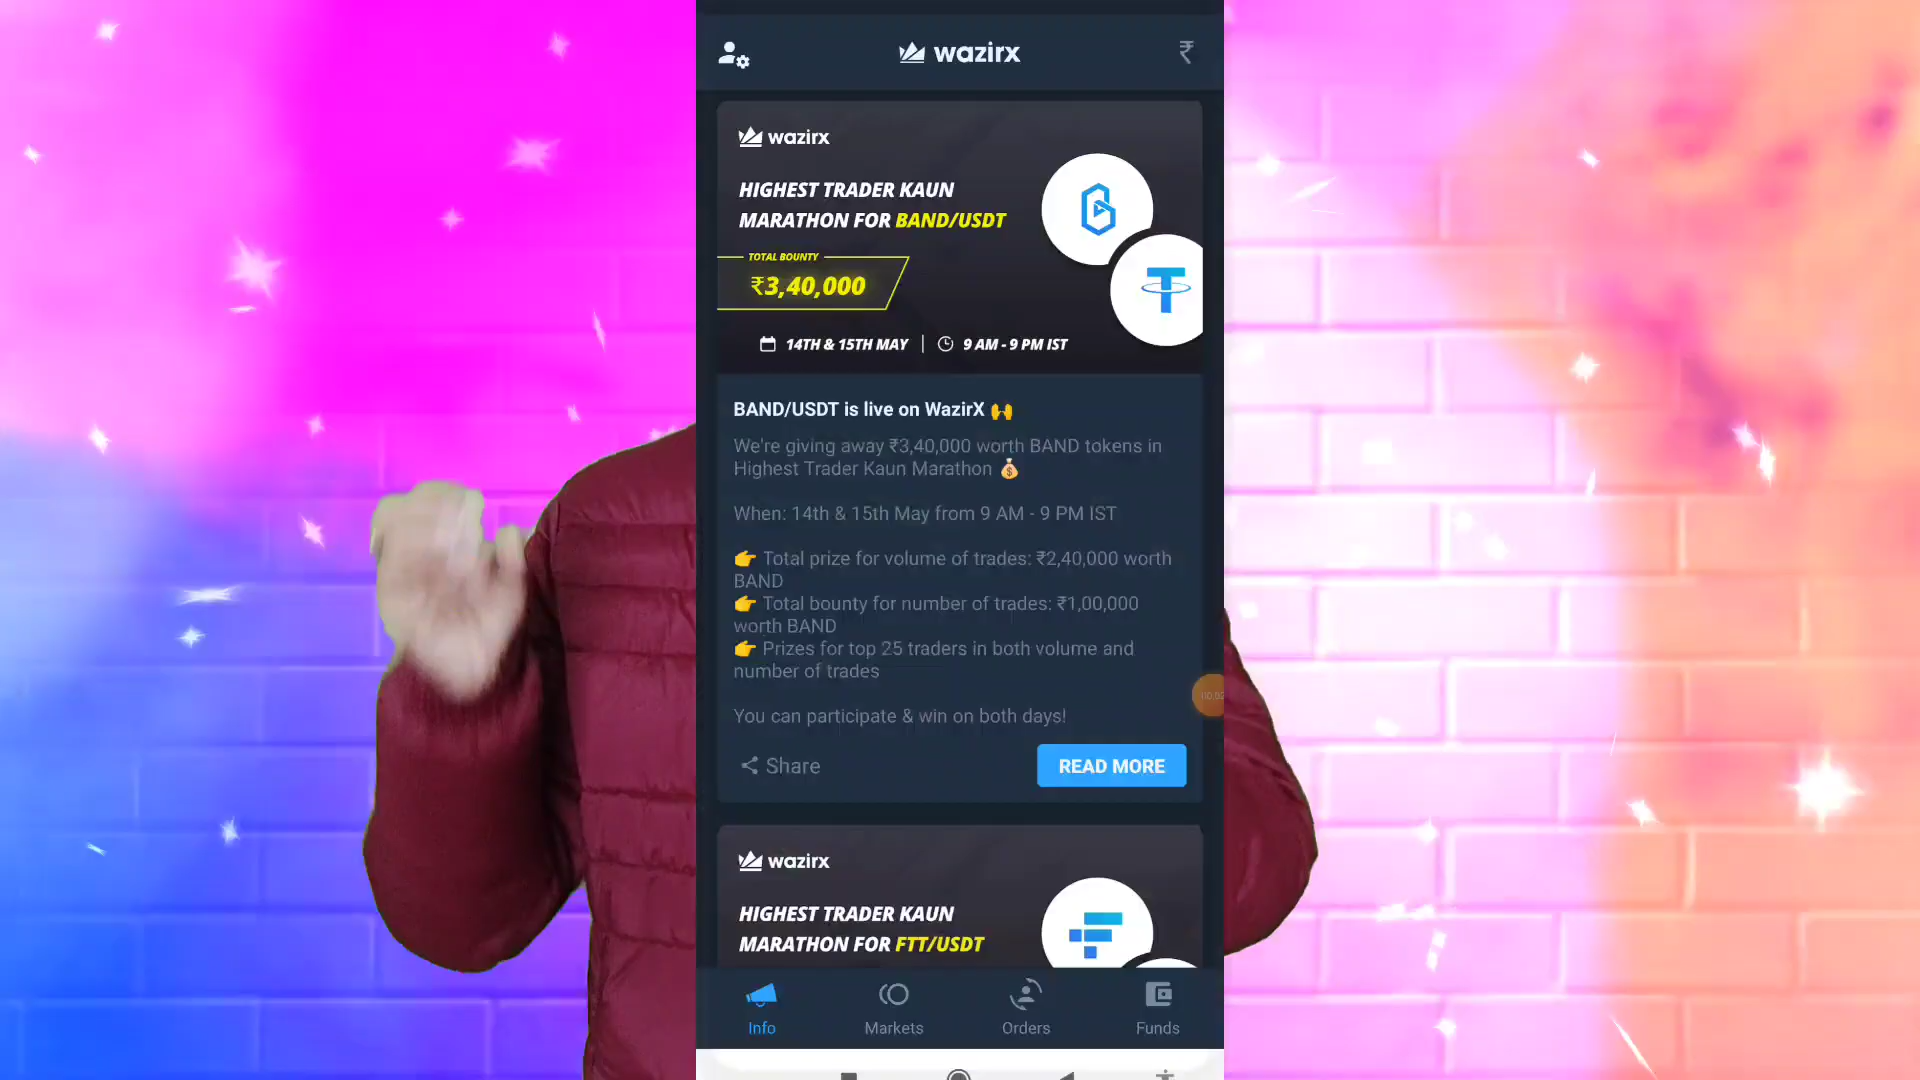 wazirx ₹
wazirx
HIGHEST TRADER KAUN
MARATHON FOR BAND/USDT
TOTAL BOUNTY
₹3,40,000
14TH & 15TH MAY | 9 AM - 9 PM IST
BAND/USDT is live on WazirX 🙌
We're giving away ₹3,40,000 worth BAND tokens in
Highest Trader Kaun Marathon 💰
When: 14th & 15th May from 9 AM - 9 PM IST
👉 Total prize for volume of trades: ₹2,40,000 worth
BAND
👉 Total bounty for number of trades: ₹1,00,000
worth BAND
👉 Prizes for top 25 traders in both volume and
number of trades
You can participate & win on both days!
Share READ MORE
wazirx
HIGHEST TRADER KAUN
MARATHON FOR FTT/USDT
Info Markets Orders Funds